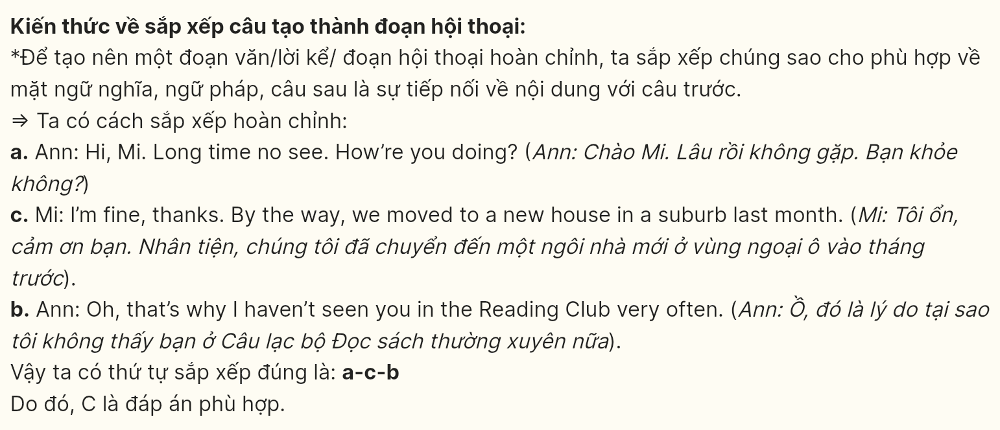 Kiến thức về sắp xếp câu tạo thành đoạn hội thoại:
*Để tạo nên một đoạn văn/lời kể/ đoạn hội thoại hoàn chỉnh, ta sắp xếp chúng sao cho phù hợp về
mặt ngữ nghĩa, ngữ pháp, câu sau là sự tiếp nối về nội dung với câu trước.
⇒ Ta có cách sắp xếp hoàn chỉnh:
a. Ann: Hi, Mi. Long time no see. How’re you doing? (Ann: Chào Mi. Lâu rồi không gặp. Bạn khỏe
không?)
c. Mi: I’m fine, thanks. By the way, we moved to a new house in a suburb last month. (Mi: Tôi ổn,
cảm ơn bạn. Nhân tiện, chúng tôi đã chuyển đến một ngôi nhà mới ở vùng ngoại ô vào tháng
trước).
b. Ann: Oh, that’s why I haven’t seen you in the Reading Club very often. (Ann: Ồ, đó là lý do tại sao
tôi không thấy bạn ở Câu lạc bộ Đọc sách thường xuyên nữa).
Vậy ta có thứ tự sắp xếp đúng là: a-c-b
Do đó, C là đáp án phù hợp.